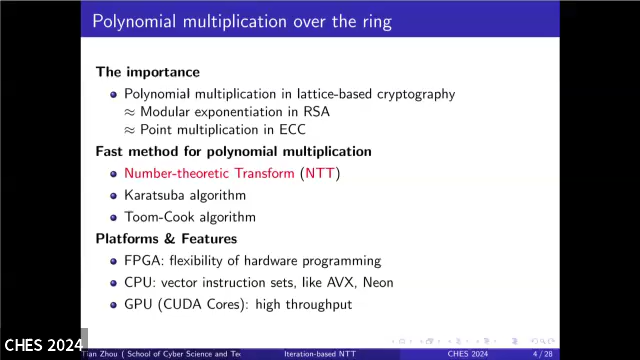 Polynomial multiplication over the ring
The importance
Polynomial multiplication in lattice-based cryptography
≈ Modular exponentiation in RSA
≈ Point multiplication in ECC
Fast method for polynomial multiplication
Number-theoretic Transform (NTT)
Karatsuba algorithm
Toom-Cook algorithm
Platforms & Features
FPGA: flexibility of hardware programming
CPU: vector instruction sets, like AVX, Neon
GPU (CUDA Cores): high throughput
CHES 2024
Tian Zhou ( School of Cyber Science and Tec
Iteration-based NTT
CHES 2024
4 / 28